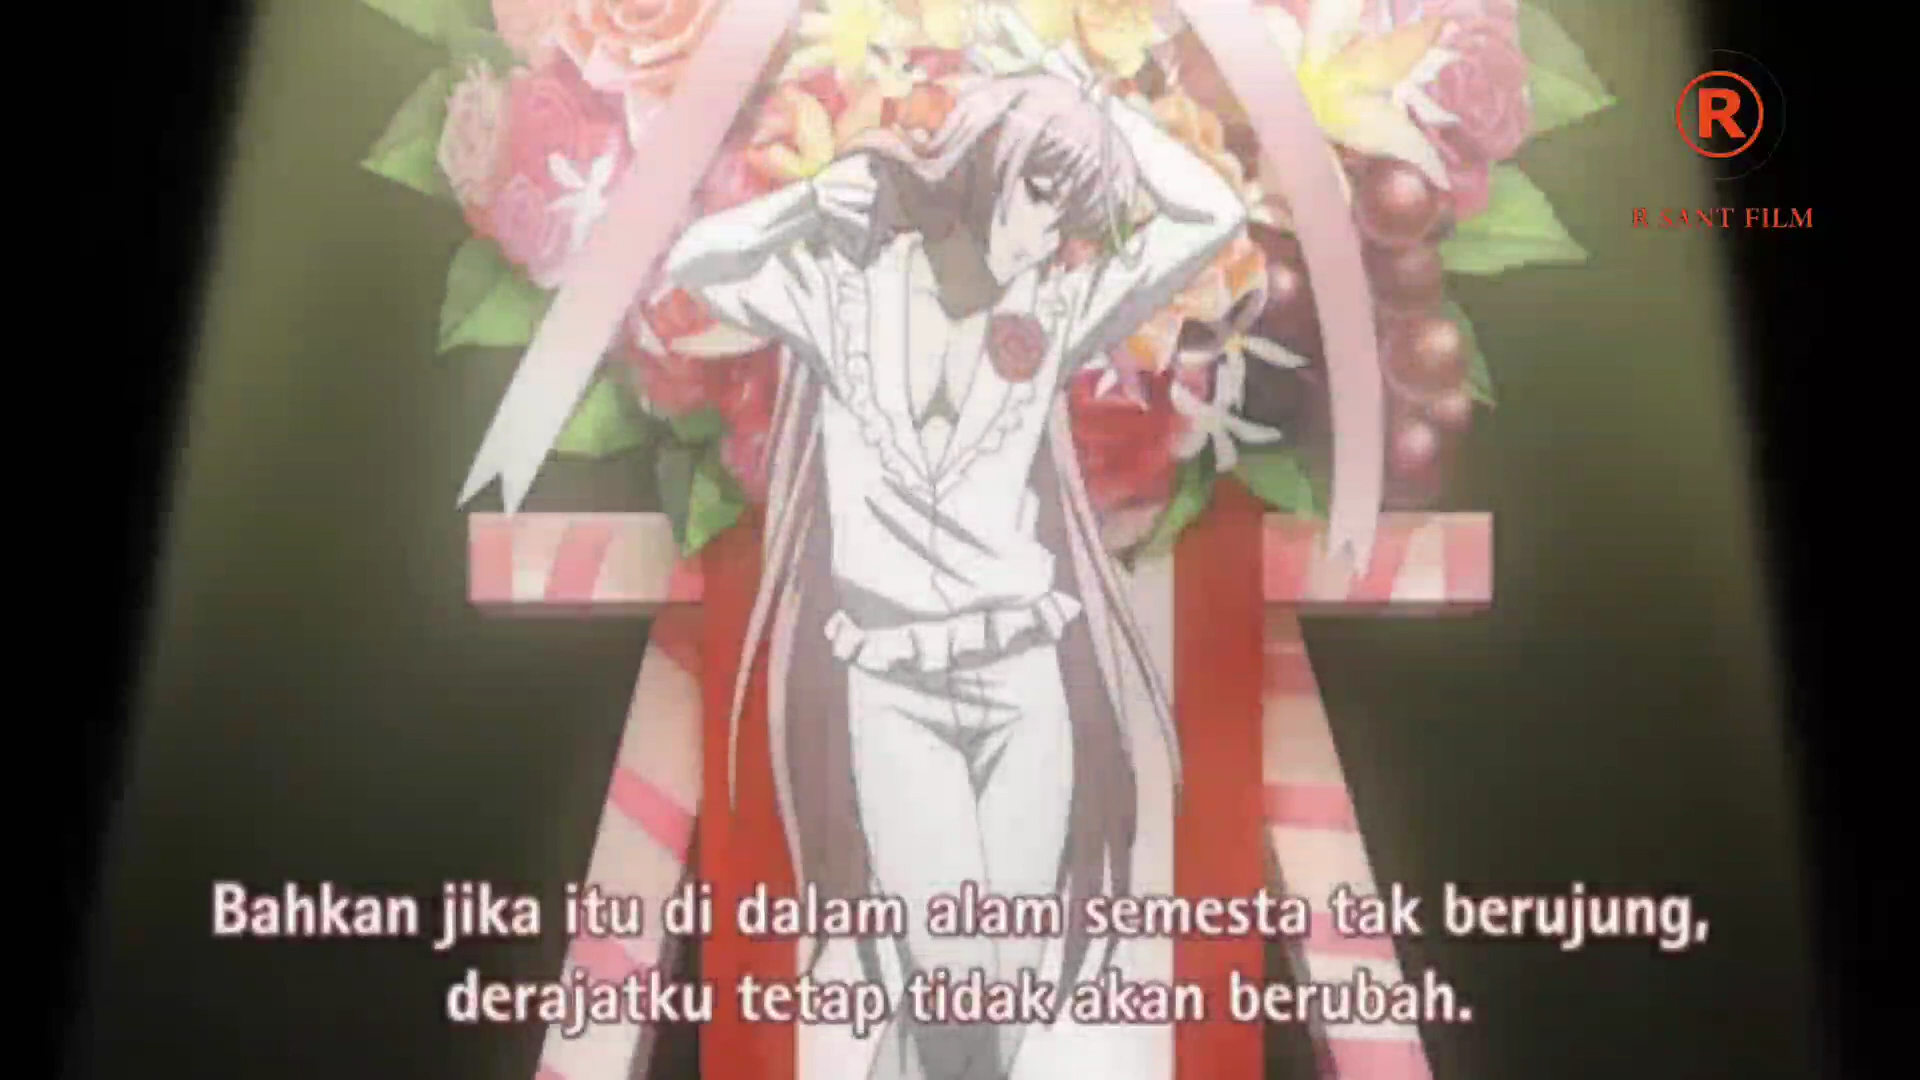 R
R SANT FILM
Bahkan jika itu di dalam alam semesta tak berujung,
derajatku tetap tidak akan berubah.